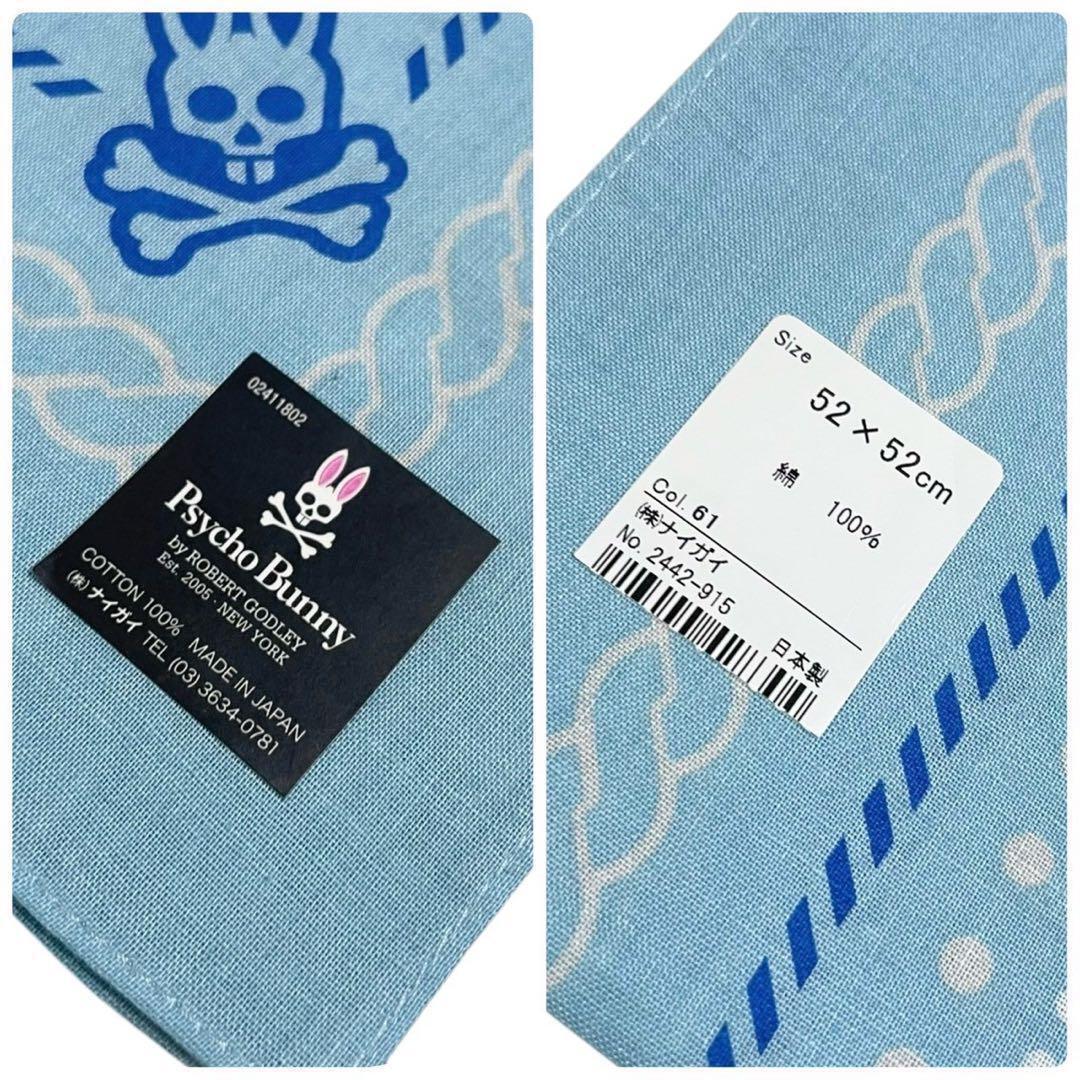 02411802
Psycho Bunny
by ROBERT GODLEY
Est. 2005 · NEW YORK
COTTON 100% MADE IN JAPAN
(株) ナイガイ TEL (03) 3634-0781
Size
52×52cm
綿 100%
Col. 61
(株)ナイガイ
No. 2442-915
日本製